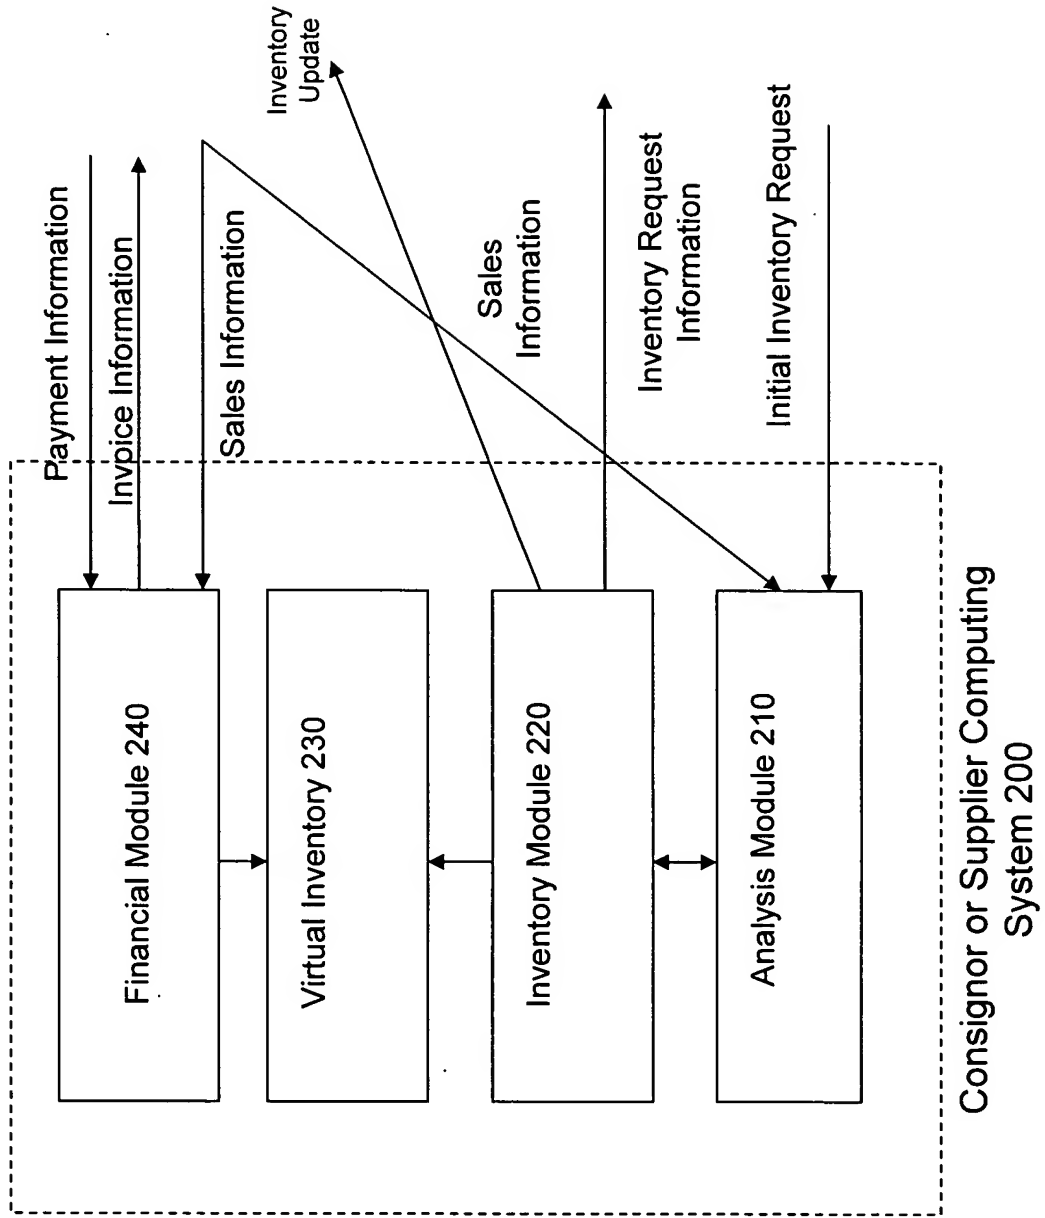 Payment Information
Invoice Information
Sales Information
Inventory
Update
Sales
Information
Inventory Request
Information
Initial Inventory Request
Financial Module 240
Virtual Inventory 230
Inventory Module 220
Analysis Module 210
Consignor or Supplier Computing
System 200